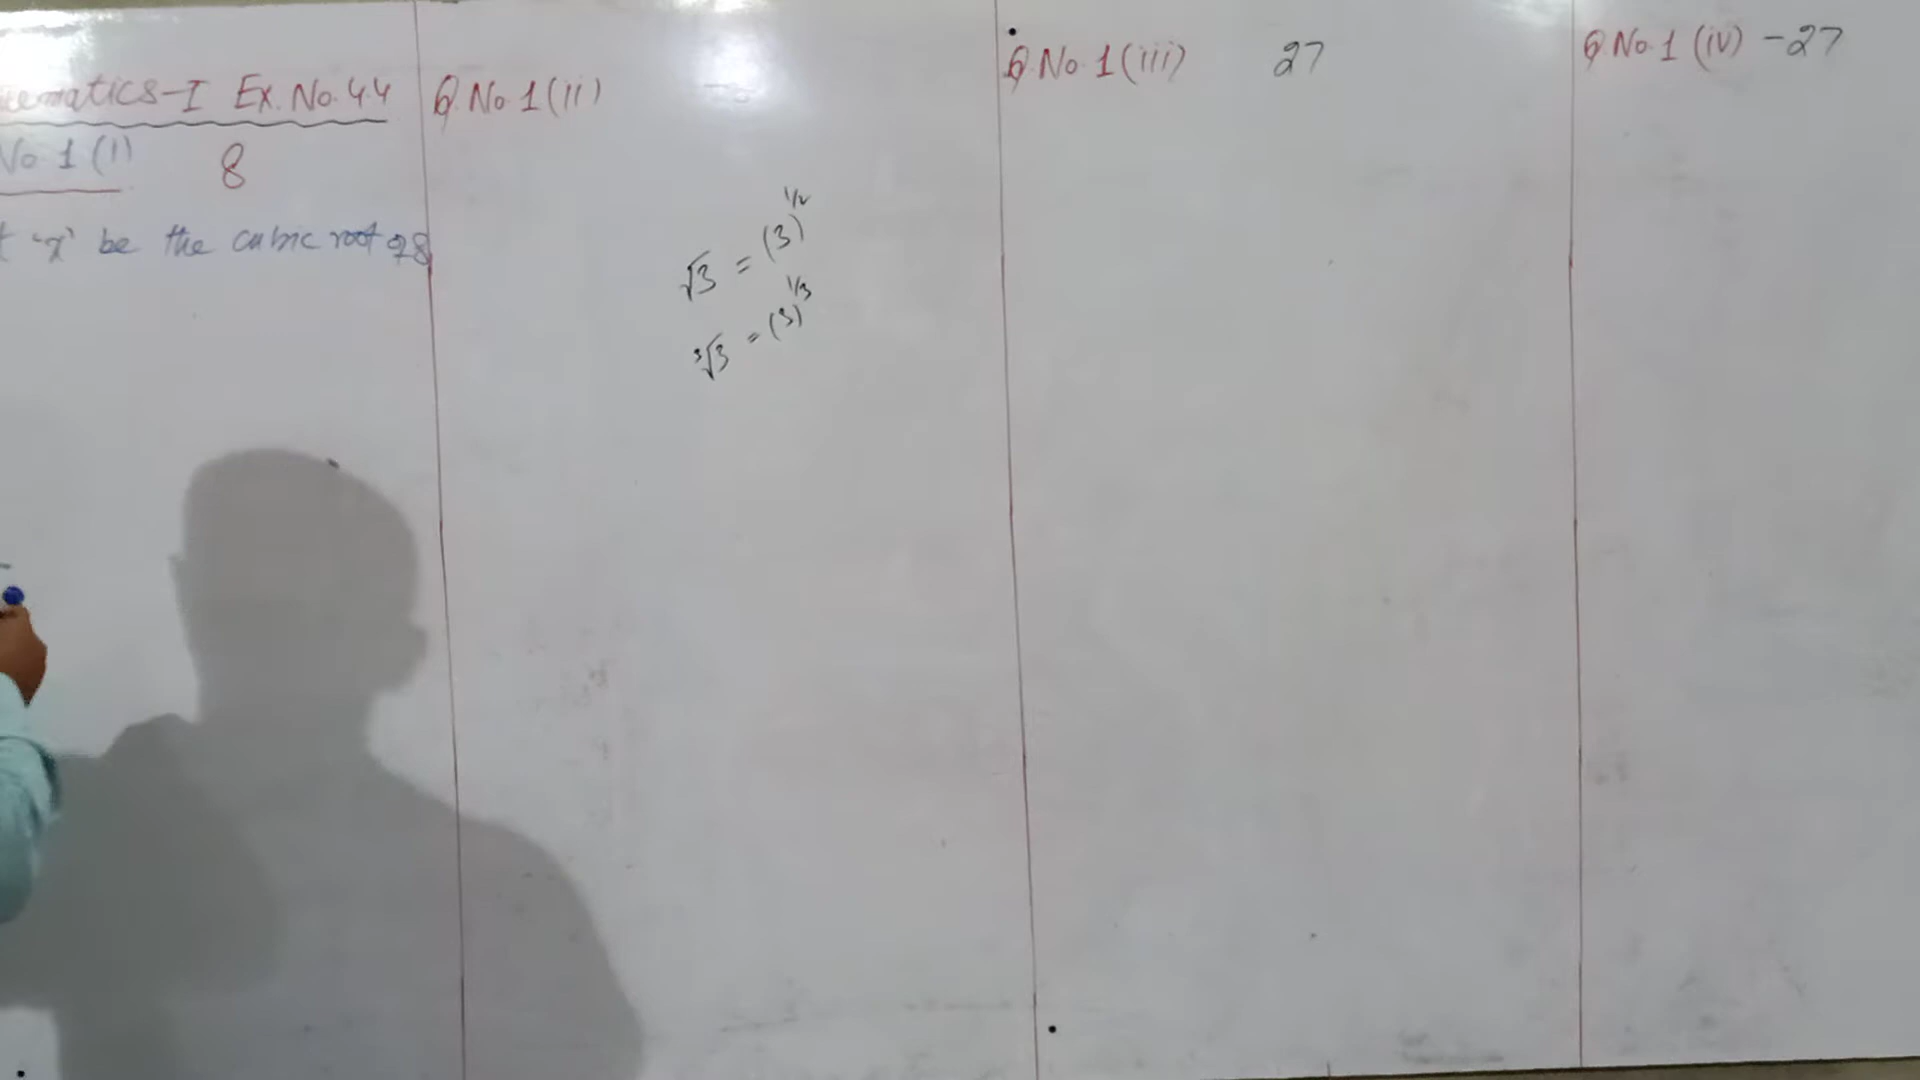 ematics-I Ex.No.4.4
No 1 (i) 8
t "x" be the cubic root of 8
Q.No.1(ii)
√3 = (3)^1/2
³√3 = (3)^1/3
Q.No.1(iii) 27
Q.No.1(iv) -27